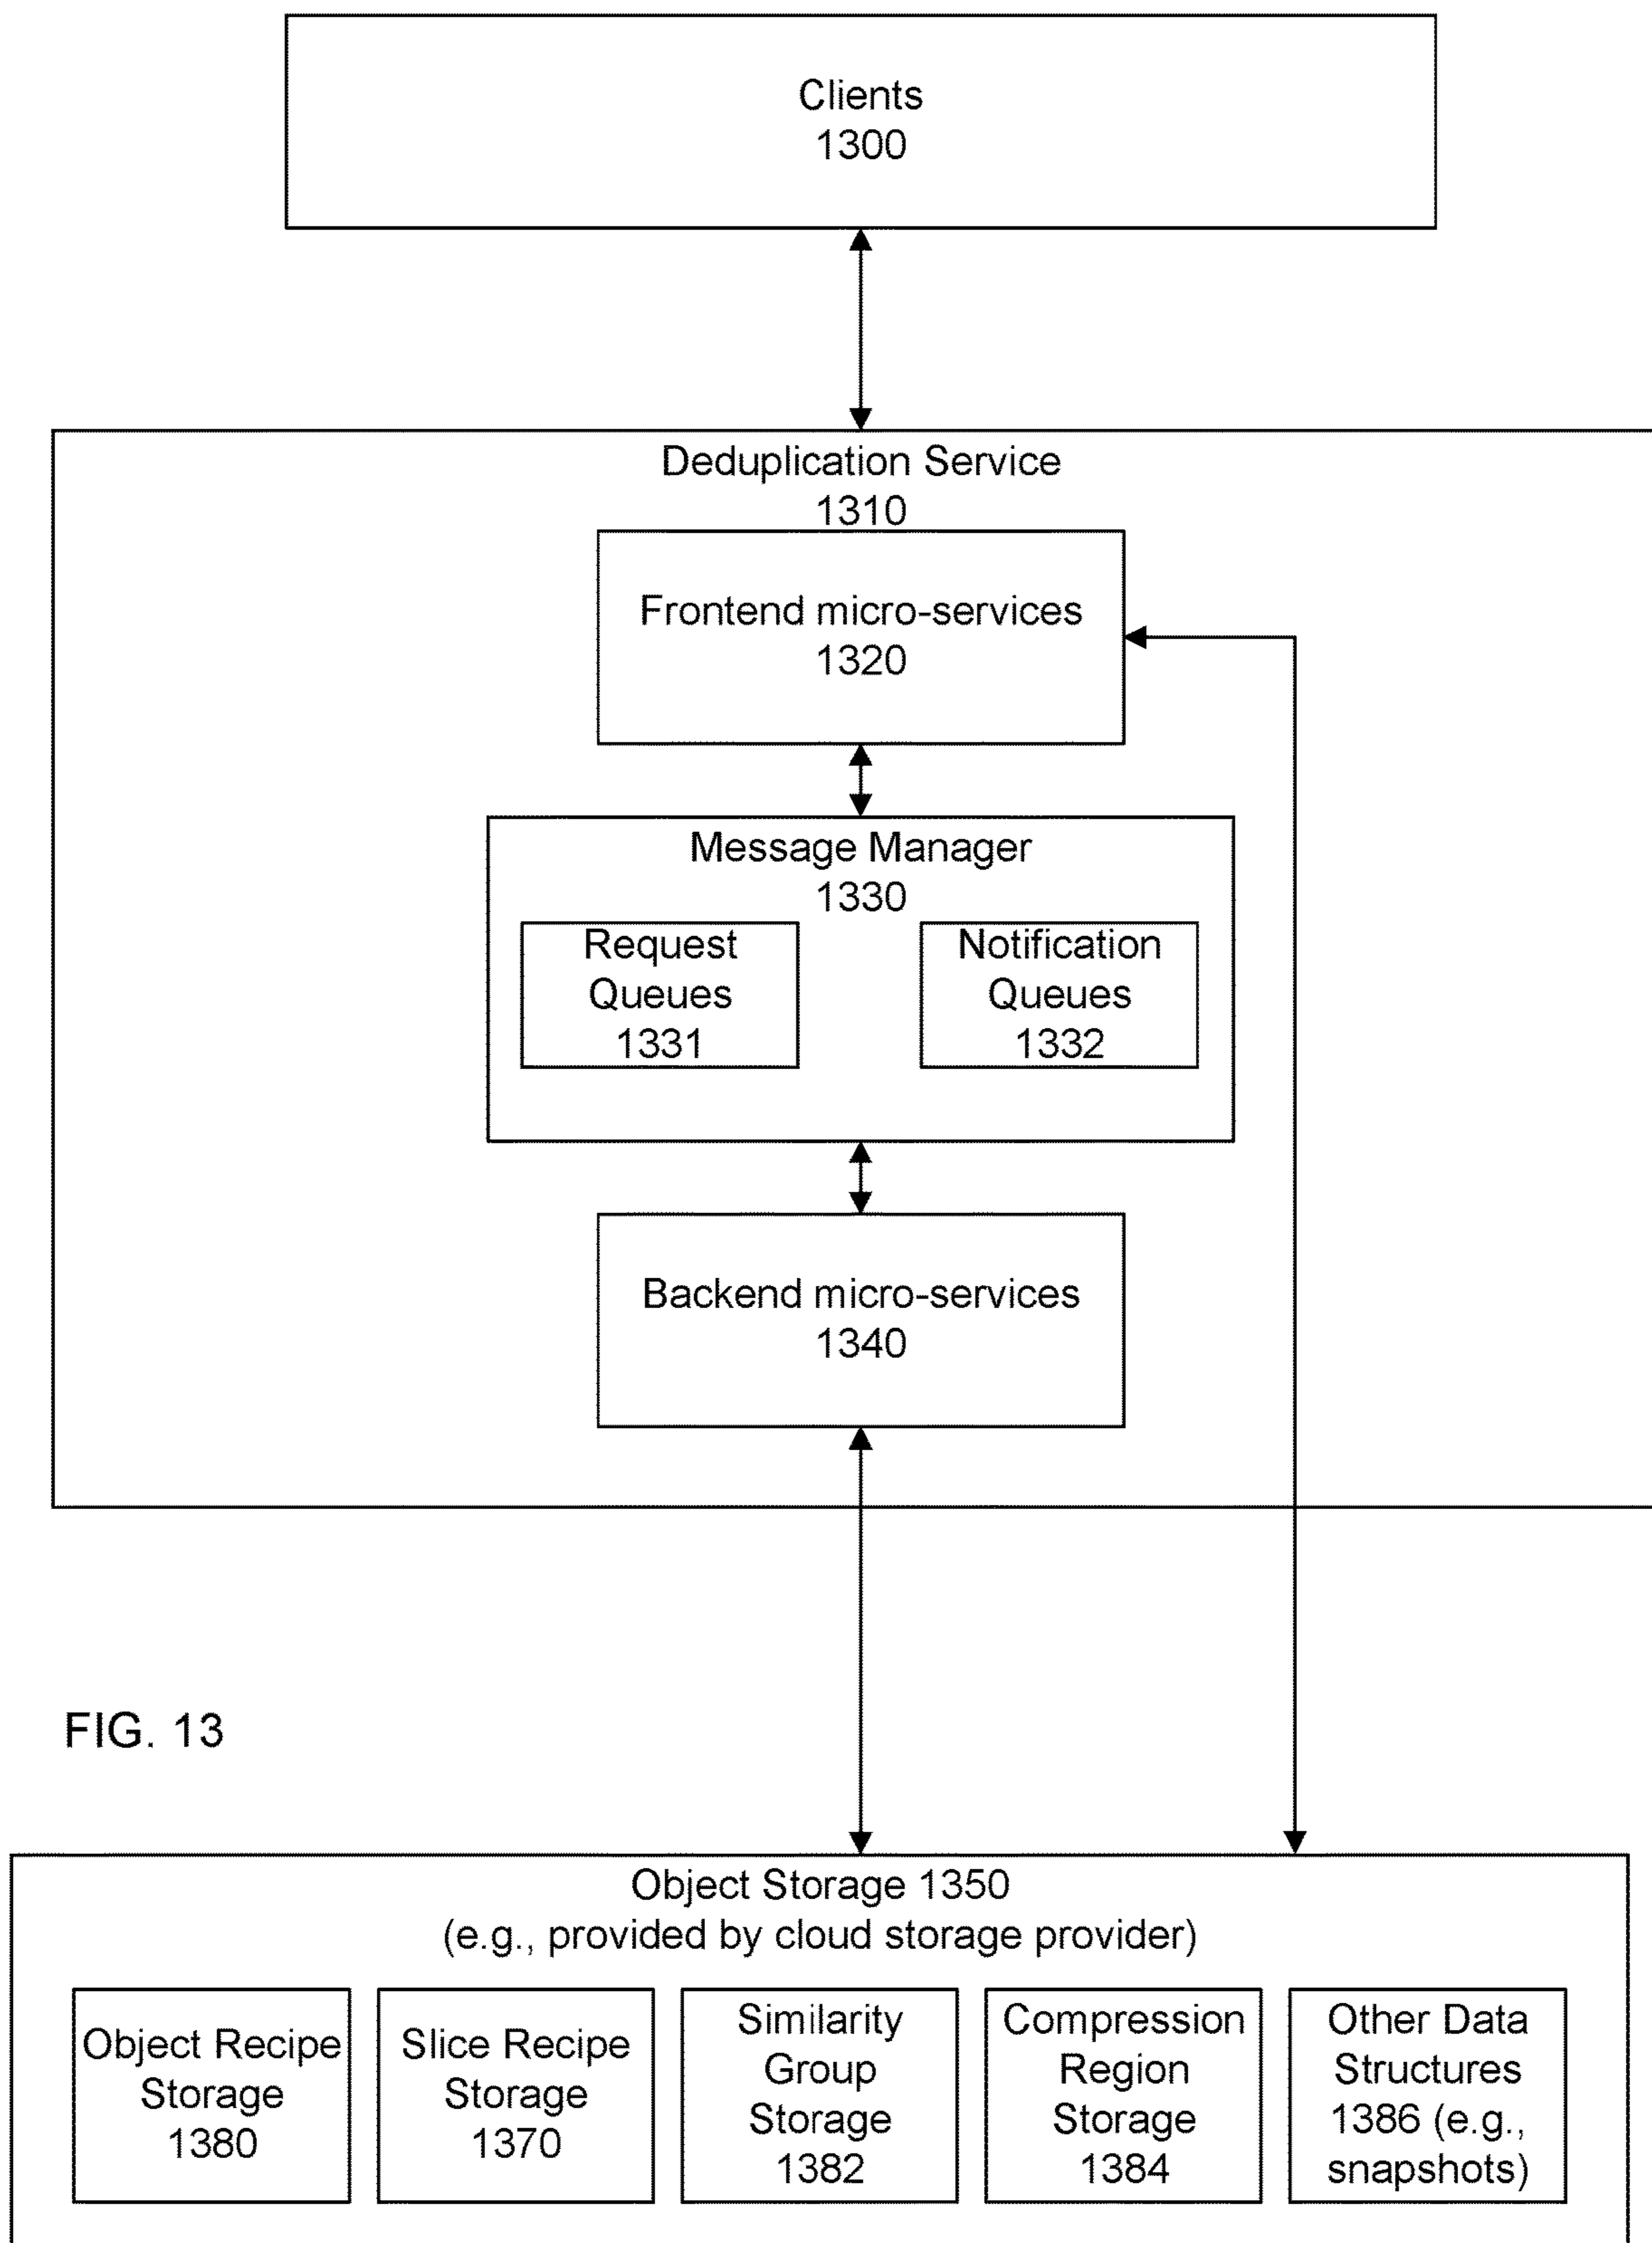 Clients
1300
Deduplication Service
1310
Frontend micro-services
1320
Message Manager
1330
Request
Queues
1331
Notification
Queues
1332
Backend micro-services
1340
FIG. 13
Object Storage 1350
(e.g., provided by cloud storage provider)
Object Recipe
Storage
1380
Slice Recipe
Storage
1370
Similarity
Group
Storage
1382
Compression
Region
Storage
1384
Other Data
Structures
1386 (e.g.,
snapshots)